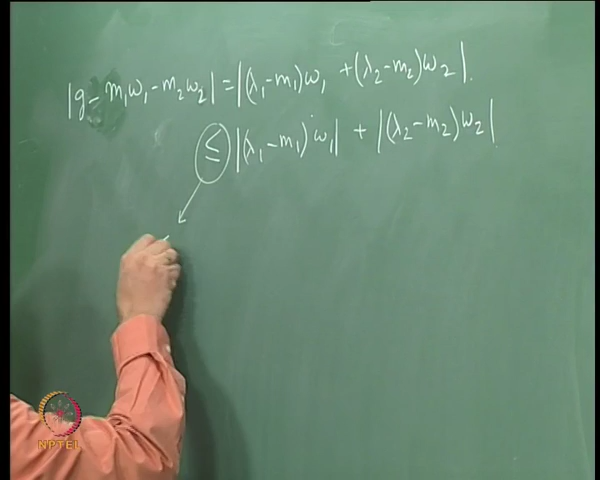 |g - m₁ω₁ - m₂ω₂| = |(λ₁-m₁)ω₁ + (λ₂-m₂)ω₂|.
≤ |(λ₁-m₁)ω₁| + |(λ₂-m₂)ω₂|
NPTEL